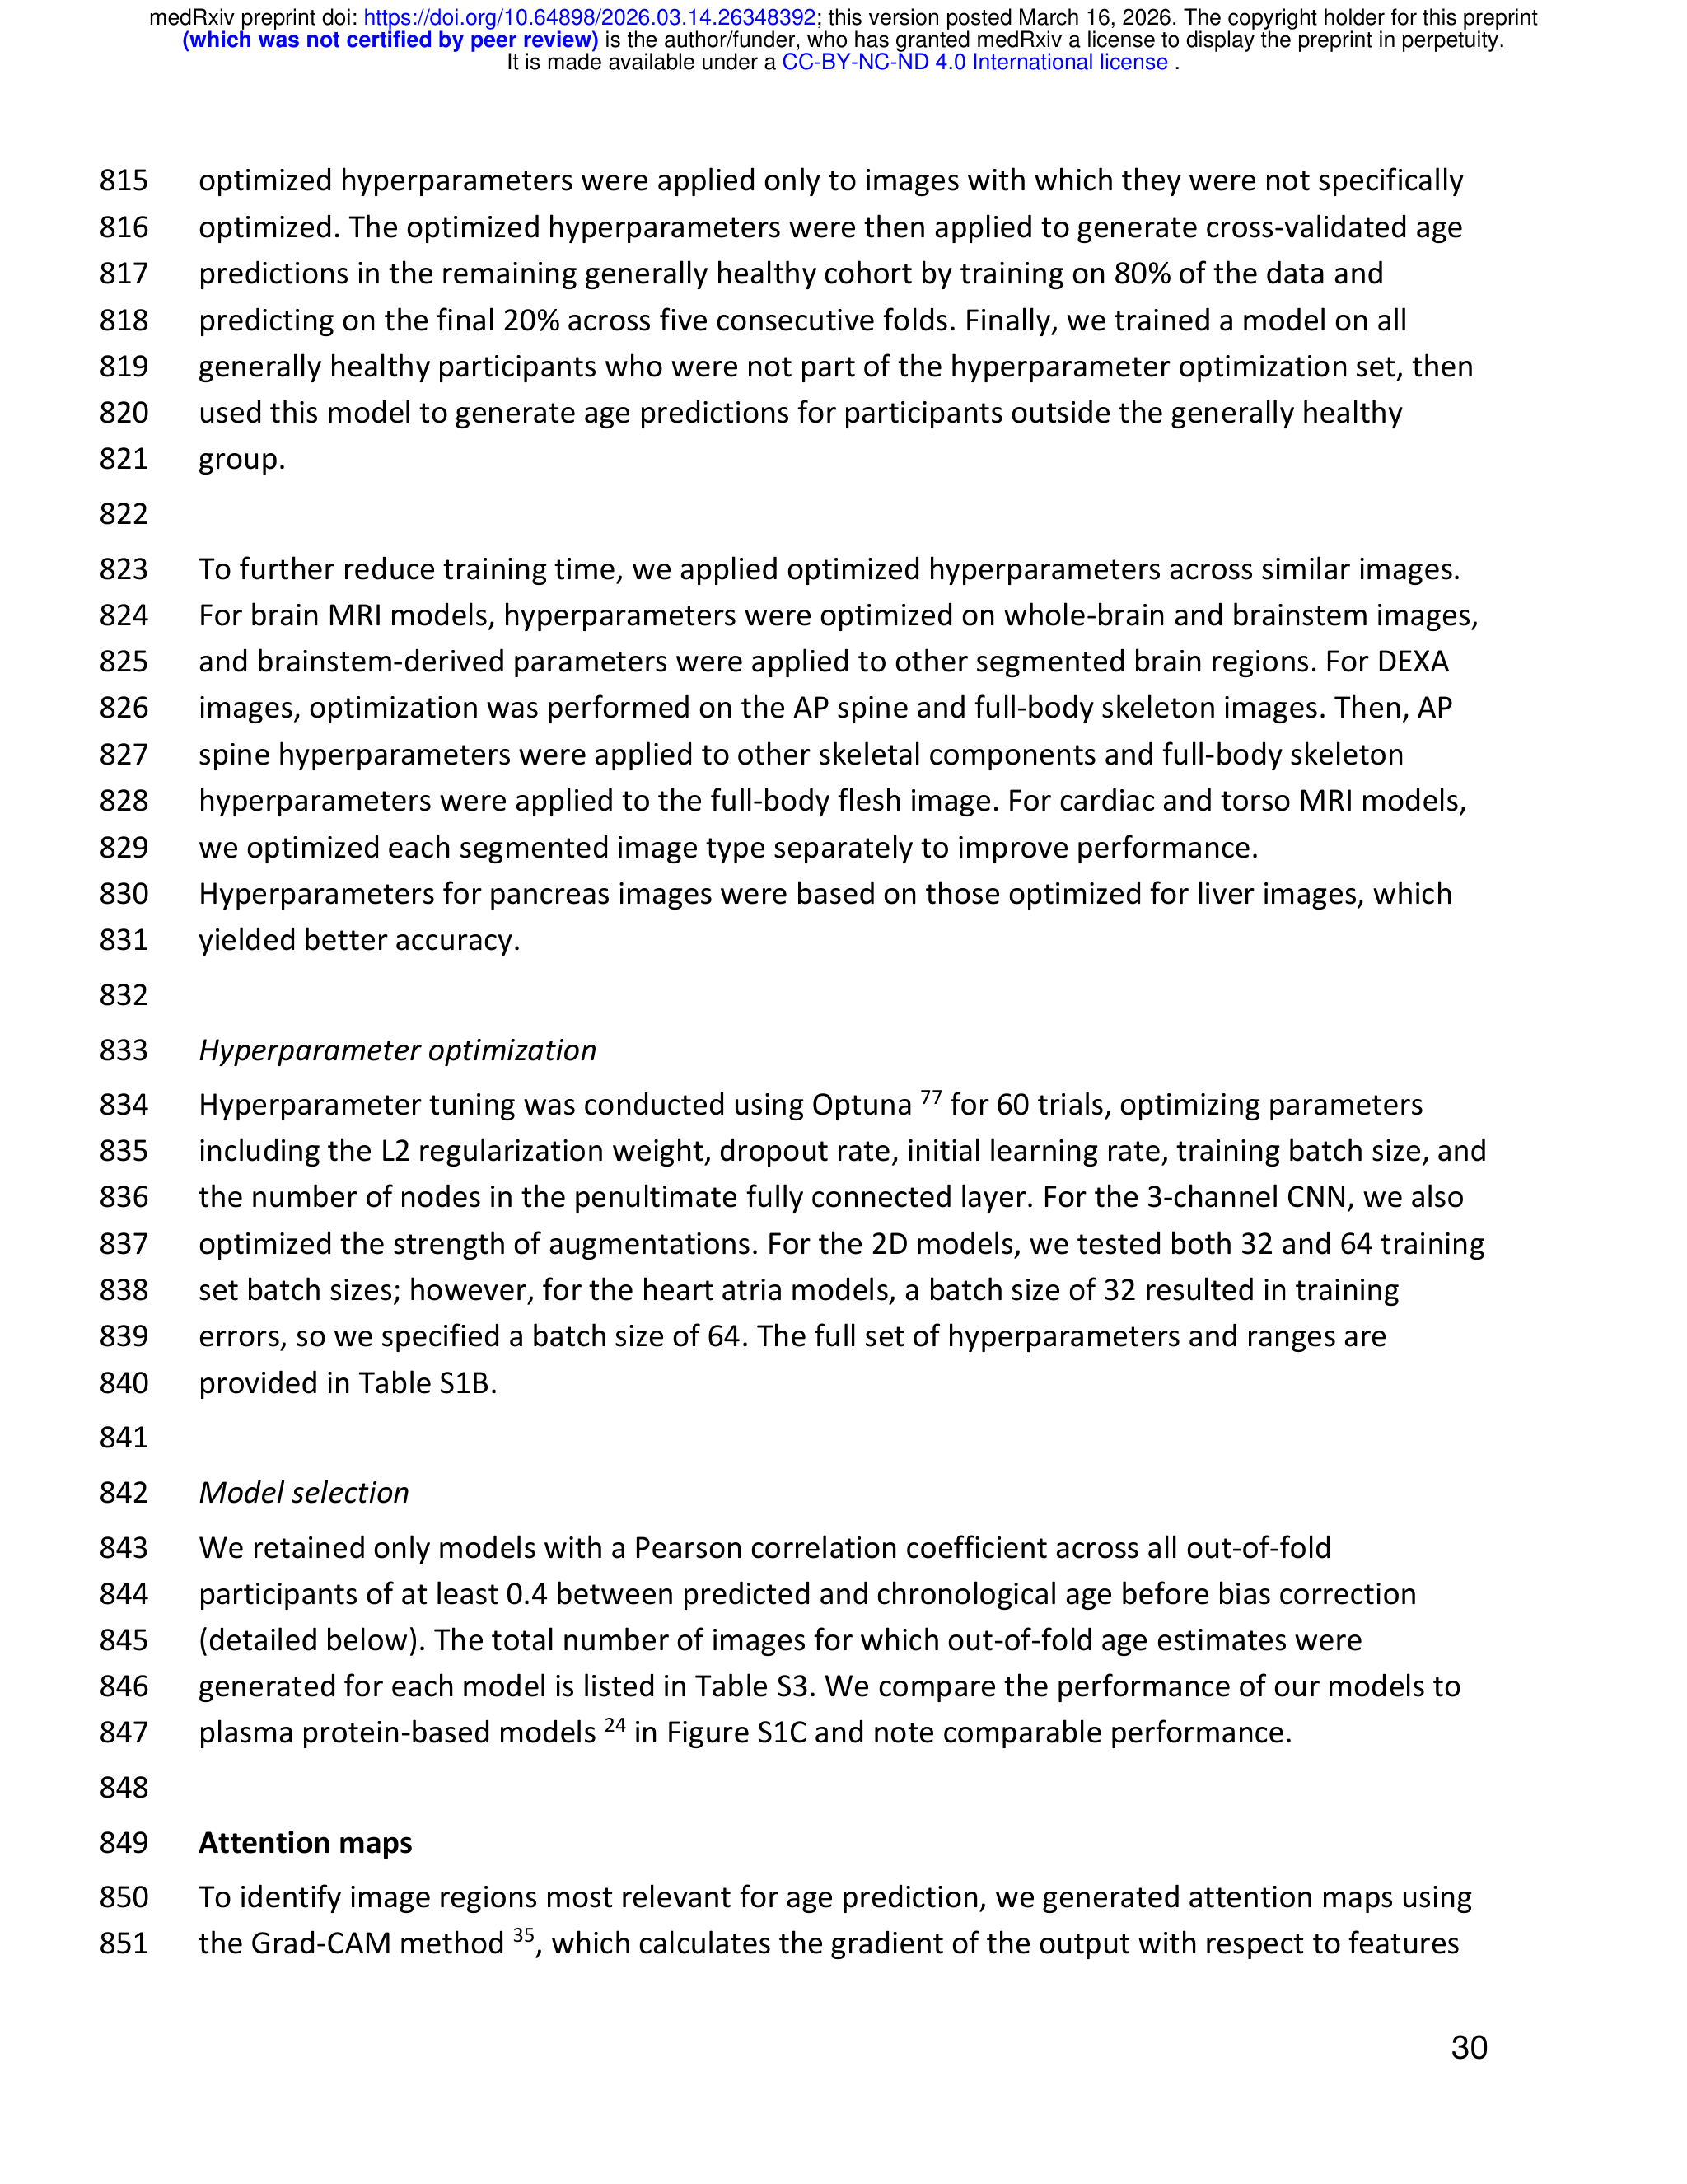 medRxiv preprint doi: https://doi.org/10.64898/2026.03.14.26348392; this version posted March 16, 2026. The copyright holder for this preprint
(which was not certified by peer review) is the author/funder, who has granted medRxiv a license to display the preprint in perpetuity.
It is made available under a CC-BY-NC-ND 4.0 International license .
815 optimized hyperparameters were applied only to images with which they were not specifically
816 optimized. The optimized hyperparameters were then applied to generate cross-validated age
817 predictions in the remaining generally healthy cohort by training on 80% of the data and
818 predicting on the final 20% across five consecutive folds. Finally, we trained a model on all
819 generally healthy participants who were not part of the hyperparameter optimization set, then
820 used this model to generate age predictions for participants outside the generally healthy
821 group.
822
823 To further reduce training time, we applied optimized hyperparameters across similar images.
824 For brain MRI models, hyperparameters were optimized on whole-brain and brainstem images,
825 and brainstem-derived parameters were applied to other segmented brain regions. For DEXA
826 images, optimization was performed on the AP spine and full-body skeleton images. Then, AP
827 spine hyperparameters were applied to other skeletal components and full-body skeleton
828 hyperparameters were applied to the full-body flesh image. For cardiac and torso MRI models,
829 we optimized each segmented image type separately to improve performance.
830 Hyperparameters for pancreas images were based on those optimized for liver images, which
831 yielded better accuracy.
832
833 Hyperparameter optimization
834 Hyperparameter tuning was conducted using Optuna 77 for 60 trials, optimizing parameters
835 including the L2 regularization weight, dropout rate, initial learning rate, training batch size, and
836 the number of nodes in the penultimate fully connected layer. For the 3-channel CNN, we also
837 optimized the strength of augmentations. For the 2D models, we tested both 32 and 64 training
838 set batch sizes; however, for the heart atria models, a batch size of 32 resulted in training
839 errors, so we specified a batch size of 64. The full set of hyperparameters and ranges are
840 provided in Table S1B.
841
842 Model selection
843 We retained only models with a Pearson correlation coefficient across all out-of-fold
844 participants of at least 0.4 between predicted and chronological age before bias correction
845 (detailed below). The total number of images for which out-of-fold age estimates were
846 generated for each model is listed in Table S3. We compare the performance of our models to
847 plasma protein-based models 24 in Figure S1C and note comparable performance.
848
849 Attention maps
850 To identify image regions most relevant for age prediction, we generated attention maps using
851 the Grad-CAM method 35, which calculates the gradient of the output with respect to features
30